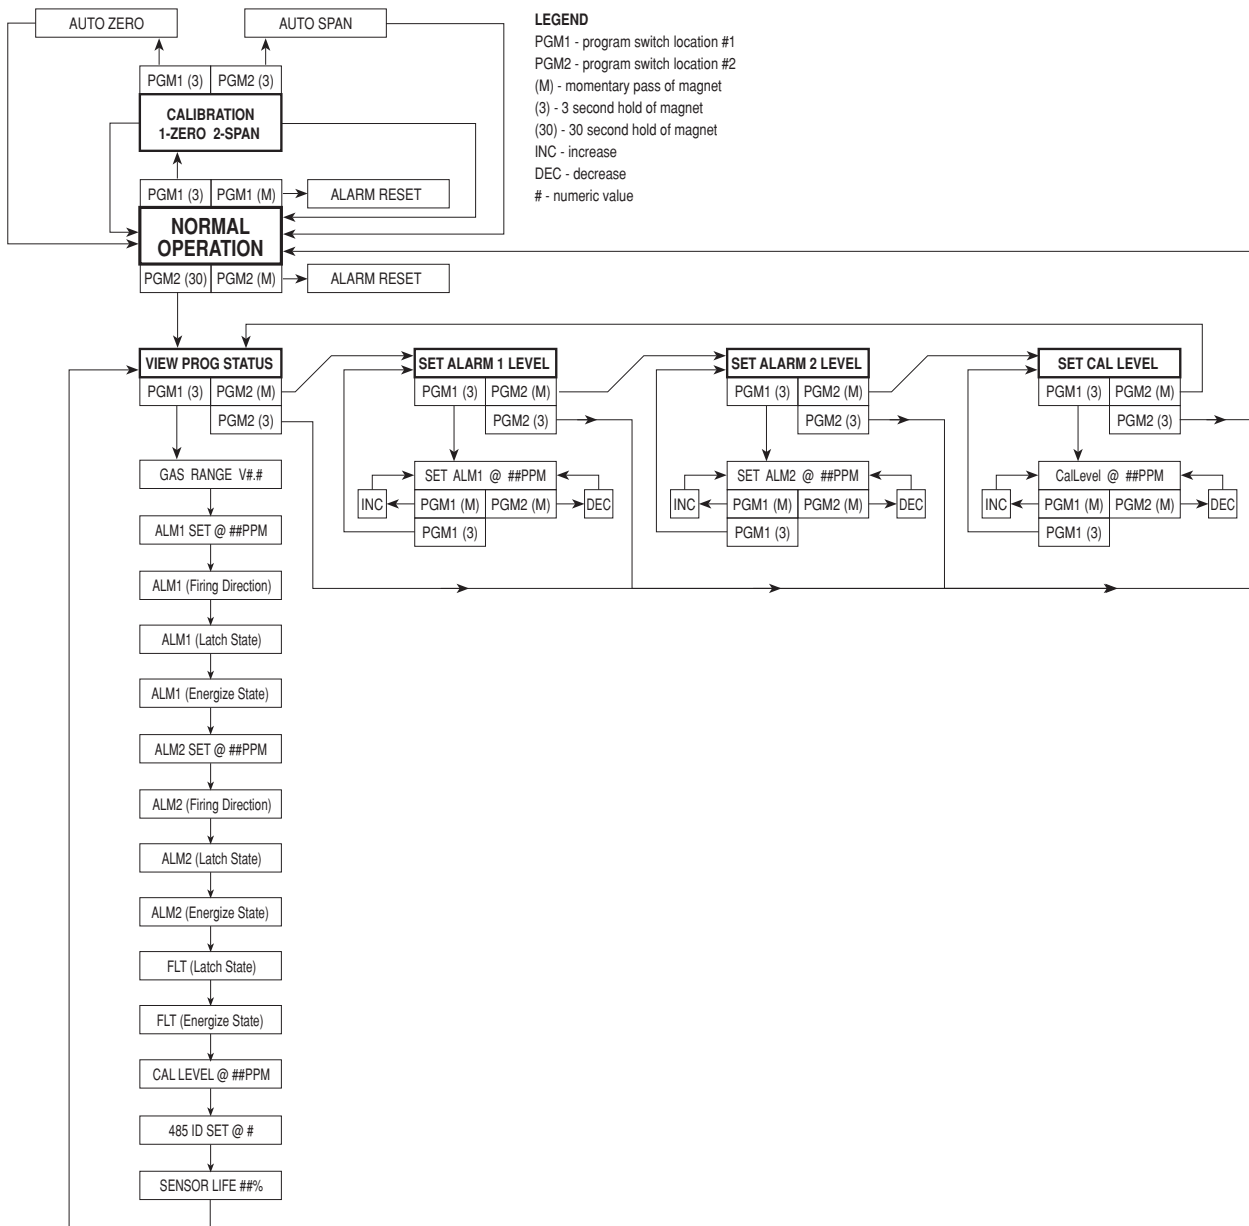 AUTO ZERO
AUTO SPAN
LEGEND
PGM1 - program switch location #1
PGM2 - program switch location #2
(M) - momentary pass of magnet
(3) - 3 second hold of magnet
(30) - 30 second hold of magnet
INC - increase
DEC - decrease
# - numeric value
PGM1 (3) PGM2 (3)
CALIBRATION
1-ZERO 2-SPAN
PGM1 (3) PGM1 (M) ALARM RESET
NORMAL
OPERATION
PGM2 (30) PGM2 (M) ALARM RESET
VIEW PROG STATUS
PGM1 (3) PGM2 (M)
PGM2 (3)
GAS RANGE V#.#
ALM1 SET @ ##PPM
ALM1 (Firing Direction)
ALM1 (Latch State)
ALM1 (Energize State)
ALM2 SET @ ##PPM
ALM2 (Firing Direction)
ALM2 (Latch State)
ALM2 (Energize State)
FLT (Latch State)
FLT (Energize State)
CAL LEVEL @ ##PPM
485 ID SET @ #
SENSOR LIFE ##%
SET ALARM 1 LEVEL
PGM1 (3) PGM2 (M)
PGM2 (3)
SET ALM1 @ ##PPM
INC PGM1 (M) PGM2 (M) DEC
PGM1 (3)
SET ALARM 2 LEVEL
PGM1 (3) PGM2 (M)
PGM2 (3)
SET ALM2 @ ##PPM
INC PGM1 (M) PGM2 (M) DEC
PGM1 (3)
SET CAL LEVEL
PGM1 (3) PGM2 (M)
PGM2 (3)
CalLevel @ ##PPM
INC PGM1 (M) PGM2 (M) DEC
PGM1 (3)